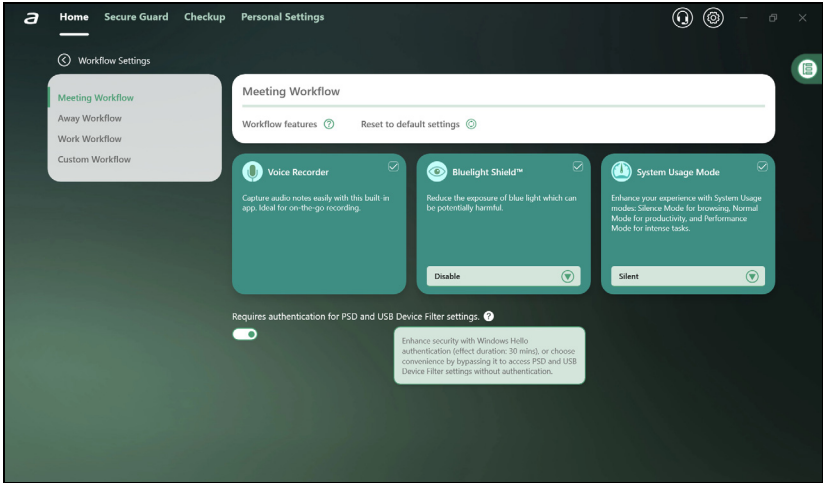 a Home Secure Guard Checkup Personal Settings
Workflow Settings
Meeting Workflow
Away Workflow
Work Workflow
Custom Workflow
Meeting Workflow
Workflow features ? Reset to default settings
Voice Recorder
Capture audio notes easily with this built-in
app. Ideal for on-the-go recording.
Bluelight Shield™
Reduce the exposure of blue light which can
be potentially harmful.
Disable
System Usage Mode
Enhance your experience with System Usage
modes: Silence Mode for browsing, Normal
Mode for productivity, and Performance
Mode for intense tasks.
Silent
Requires authentication for PSD and USB Device Filter settings. ?
Enhance security with Windows Hello
authentication (effect duration: 30 mins), or choose
convenience by bypassing it to access PSD and USB
Device Filter settings without authentication.